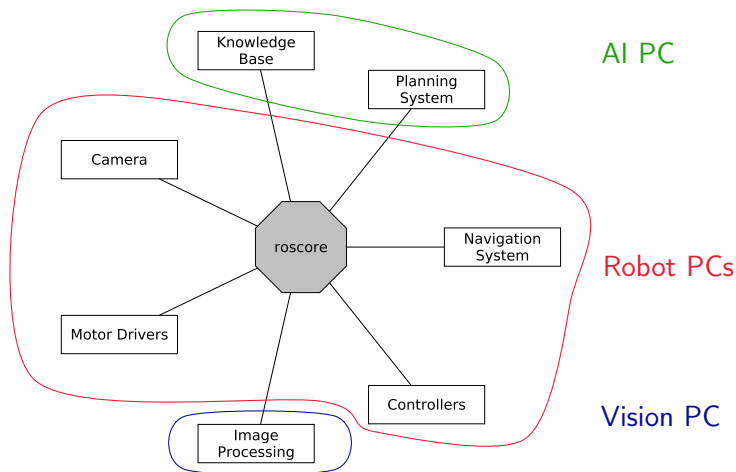 Knowledge
Base
AI PC
Planning
System
Camera
roscore
Navigation
System
Robot PCs
Motor Drivers
Controllers
Vision PC
Image
Processing